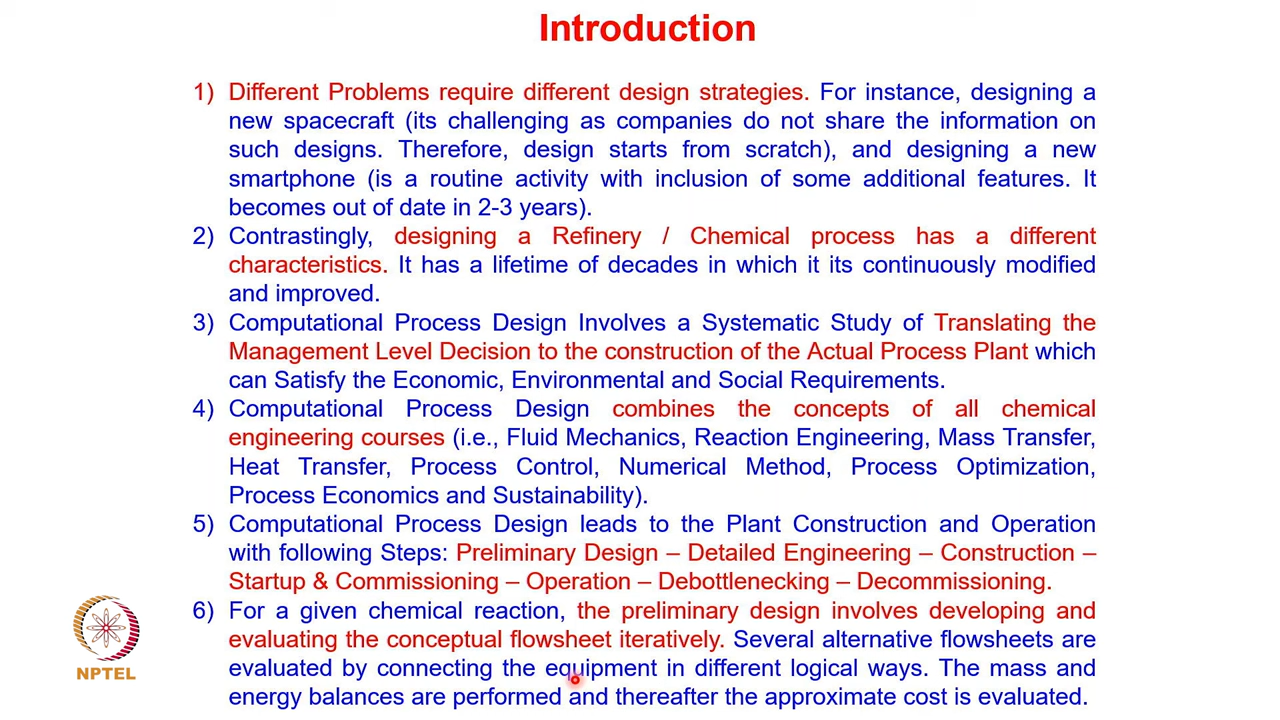 Introduction
1) Different Problems require different design strategies. For instance, designing a
new spacecraft (its challenging as companies do not share the information on
such designs. Therefore, design starts from scratch), and designing a new
smartphone (is a routine activity with inclusion of some additional features. It
becomes out of date in 2-3 years).
2) Contrastingly, designing a Refinery / Chemical process has a different
characteristics. It has a lifetime of decades in which it its continuously modified
and improved.
3) Computational Process Design Involves a Systematic Study of Translating the
Management Level Decision to the construction of the Actual Process Plant which
can Satisfy the Economic, Environmental and Social Requirements.
4) Computational Process Design combines the concepts of all chemical
engineering courses (i.e., Fluid Mechanics, Reaction Engineering, Mass Transfer,
Heat Transfer, Process Control, Numerical Method, Process Optimization,
Process Economics and Sustainability).
5) Computational Process Design leads to the Plant Construction and Operation
with following Steps: Preliminary Design – Detailed Engineering – Construction –
Startup & Commissioning – Operation – Debottlenecking – Decommissioning.
6) For a given chemical reaction, the preliminary design involves developing and
evaluating the conceptual flowsheet iteratively. Several alternative flowsheets are
evaluated by connecting the equipment in different logical ways. The mass and
energy balances are performed and thereafter the approximate cost is evaluated.
NPTEL